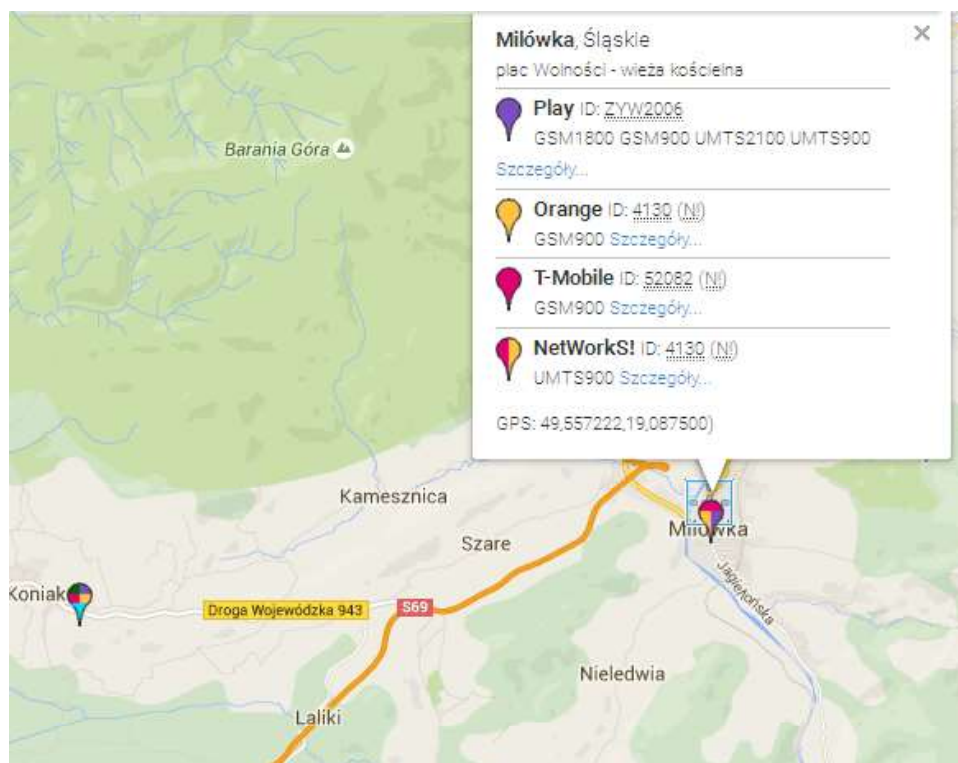 Milówka, Śląskie
plac Wolności - wieża kościelna
Play ID: ZYW2006
GSM1800 GSM900 UMTS2100 UMTS900
Szczegóły...
Orange ID: 4130 (N!)
GSM900 Szczegóły...
T-Mobile ID: 52082 (N!)
GSM900 Szczegóły...
NetWorkS! ID: 4130 (N!)
UMTS900 Szczegóły...
GPS: 49,557222,19,087500)
Barania Góra
Kamesznica
Szare
Milówka
Koniak
Droga Wojewódzka 943
S69
Jagiellońska
Nieledwia
Laliki